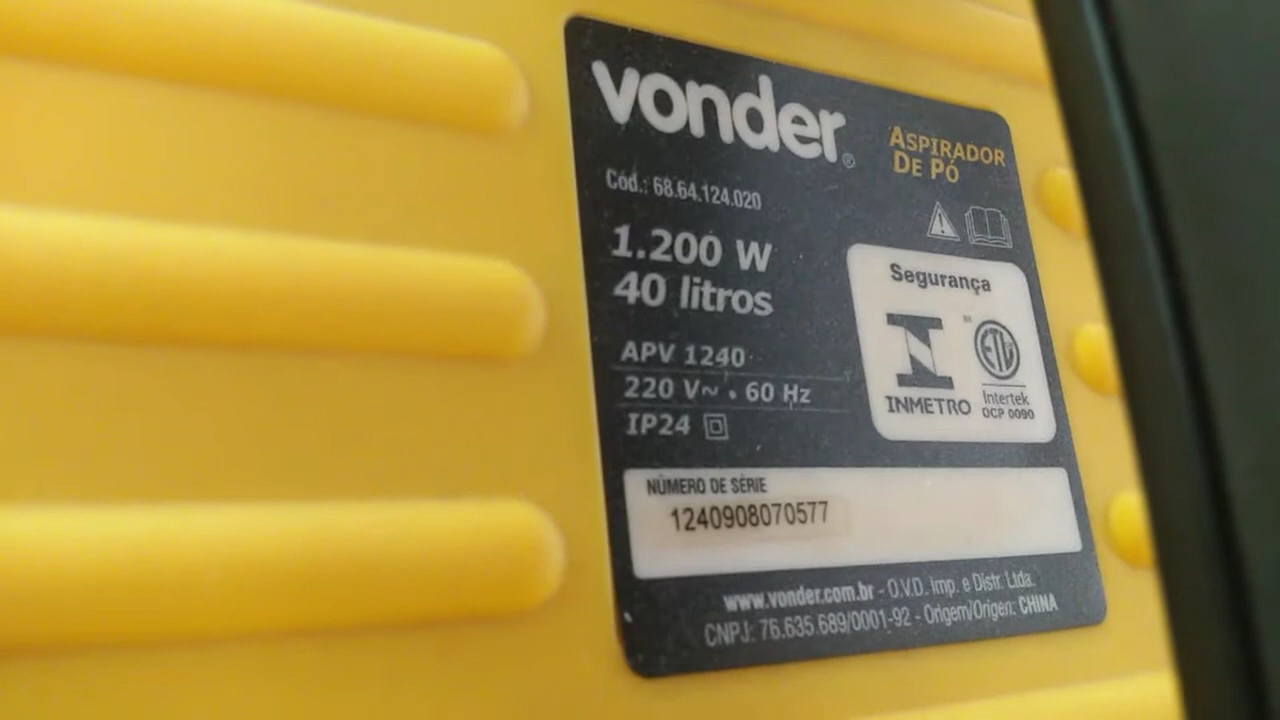 vonder®
ASPIRADOR
DE PÓ
Cód.: 68.64.124.020
1.200 W
40 litros
APV 1240
220 V~ . 60 Hz
IP24
Segurança
INMETRO
ETL
Intertek
OCP 0090
NÚMERO DE SÉRIE
1240908070577
www.vonder.com.br - O.V.D. Imp. e Distr. Ltda.
CNPJ: 76.635.689/0001-92 - Origem/Origen: CHINA